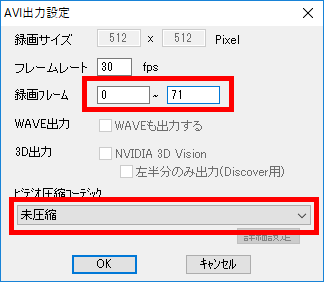 AVI出力設定
録画サイズ 512 x 512 Pixel
フレームレート 30 fps
録画フレーム 0 ~ 71
WAVE出力 WAVEも出力する
3D出力 NVIDIA 3D Vision
左半分のみ出力(Discover用)
ビデオ圧縮コーデック
未圧縮
詳細設定
OK キャンセル